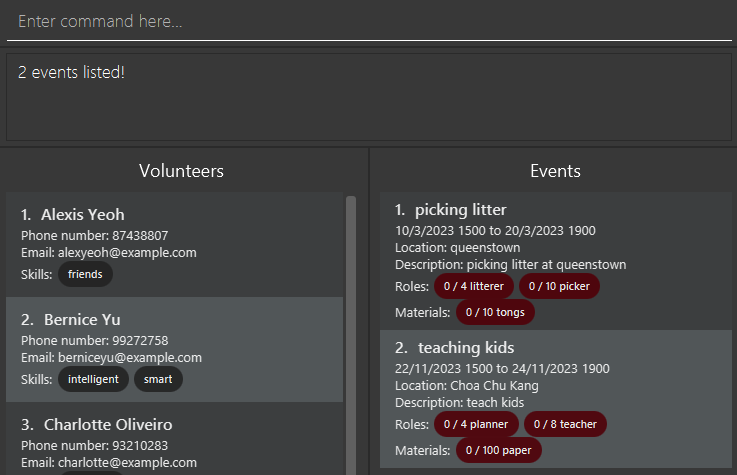 Enter command here...
2 events listed!
Volunteers
1. Alexis Yeoh
Phone number: 87438807
Email: alexyeoh@example.com
Skills: friends
2. Bernice Yu
Phone number: 99272758
Email: berniceyu@example.com
Skills: intelligent smart
3. Charlotte Oliveiro
Phone number: 93210283
Email: charlotte@example.com
Events
1. picking litter
10/3/2023 1500 to 20/3/2023 1900
Location: queenstown
Description: picking litter at queenstown
Roles: 0 / 4 litterer 0 / 10 picker
Materials: 0 / 10 tongs
2. teaching kids
22/11/2023 1500 to 24/11/2023 1900
Location: Choa Chu Kang
Description: teach kids
Roles: 0 / 4 planner 0 / 8 teacher
Materials: 0 / 100 paper